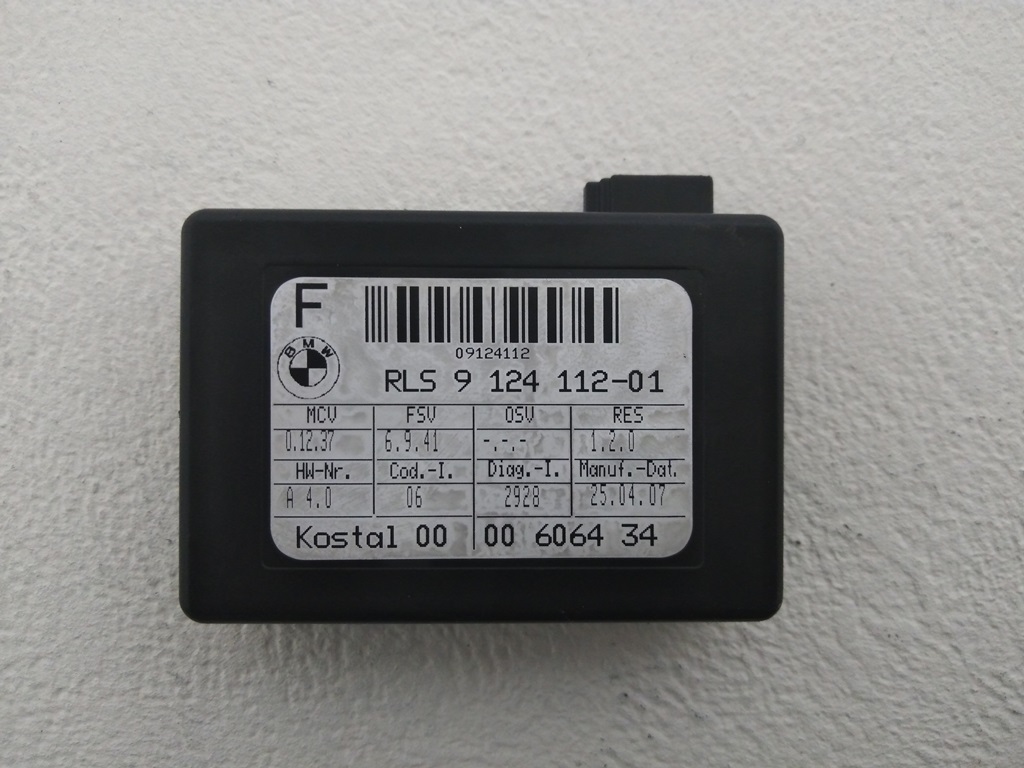 F
BMW
09124112
RLS 9 124 112-01
MCV FSV OSV RES
0.12.37 6.9.41 -.-.- 1.2.0
HW-Nr. Cod.-I. Diag.-I. Manuf.-Dat.
A 4.0 06 2928 25.04.07
Kostal 00 00 6064 34